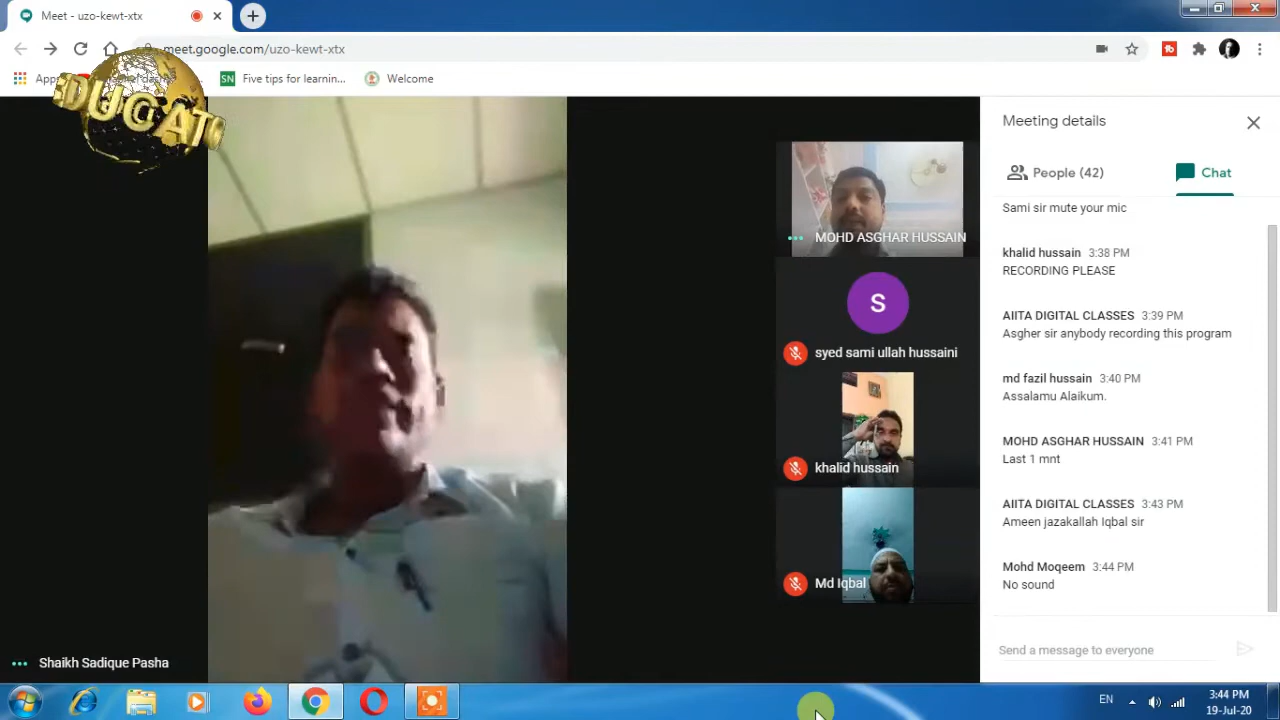 Meet - uzo-kewt-xtx
meet.google.com/uzo-kewt-xtx
SN Five tips for learnin...
Welcome
DUCAT
Meeting details
People (42)
Chat
Sami sir mute your mic
khalid hussain 3:38 PM
RECORDING PLEASE
AIITA DIGITAL CLASSES 3:39 PM
Asgher sir anybody recording this program
md fazil hussain 3:40 PM
Assalamu Alaikum.
MOHD ASGHAR HUSSAIN 3:41 PM
Last 1 mnt
AIITA DIGITAL CLASSES 3:43 PM
Ameen jazakallah Iqbal sir
Mohd Moqeem 3:44 PM
No sound
Send a message to everyone
MOHD ASGHAR HUSSAIN
S
syed sami ullah hussaini
khalid hussain
Md Iqbal
Shaikh Sadique Pasha
EN
3:44 PM
19-Jul-20